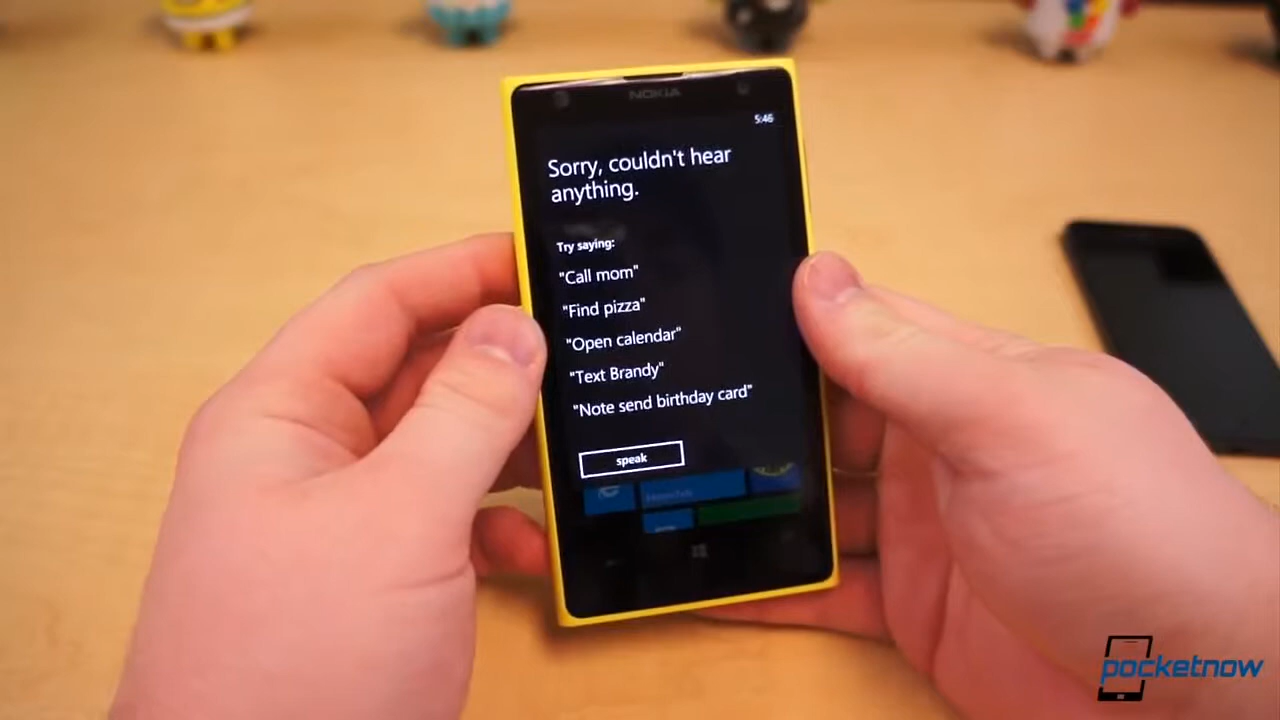 NOKIA
5:46
Sorry, couldn't hear
anything.
Try saying:
"Call mom"
"Find pizza"
"Open calendar"
"Text Brandy"
"Note send birthday card"
speak
pocketnow